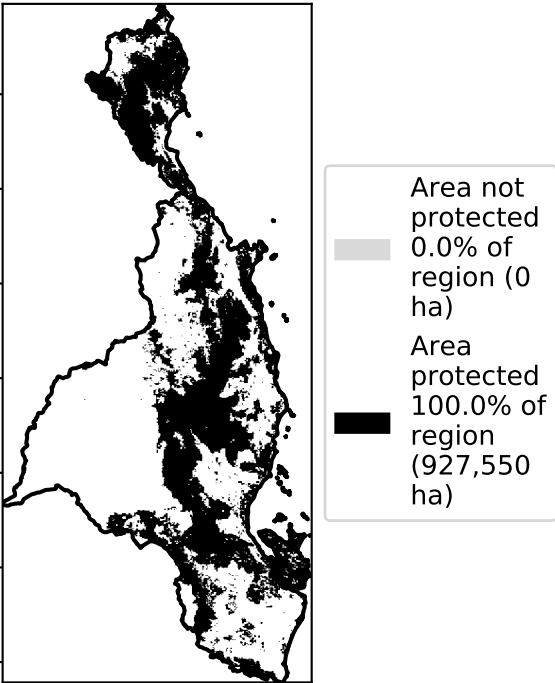 Area not
protected
0.0% of
region (0
ha)
Area
protected
100.0% of
region
(927,550
ha)